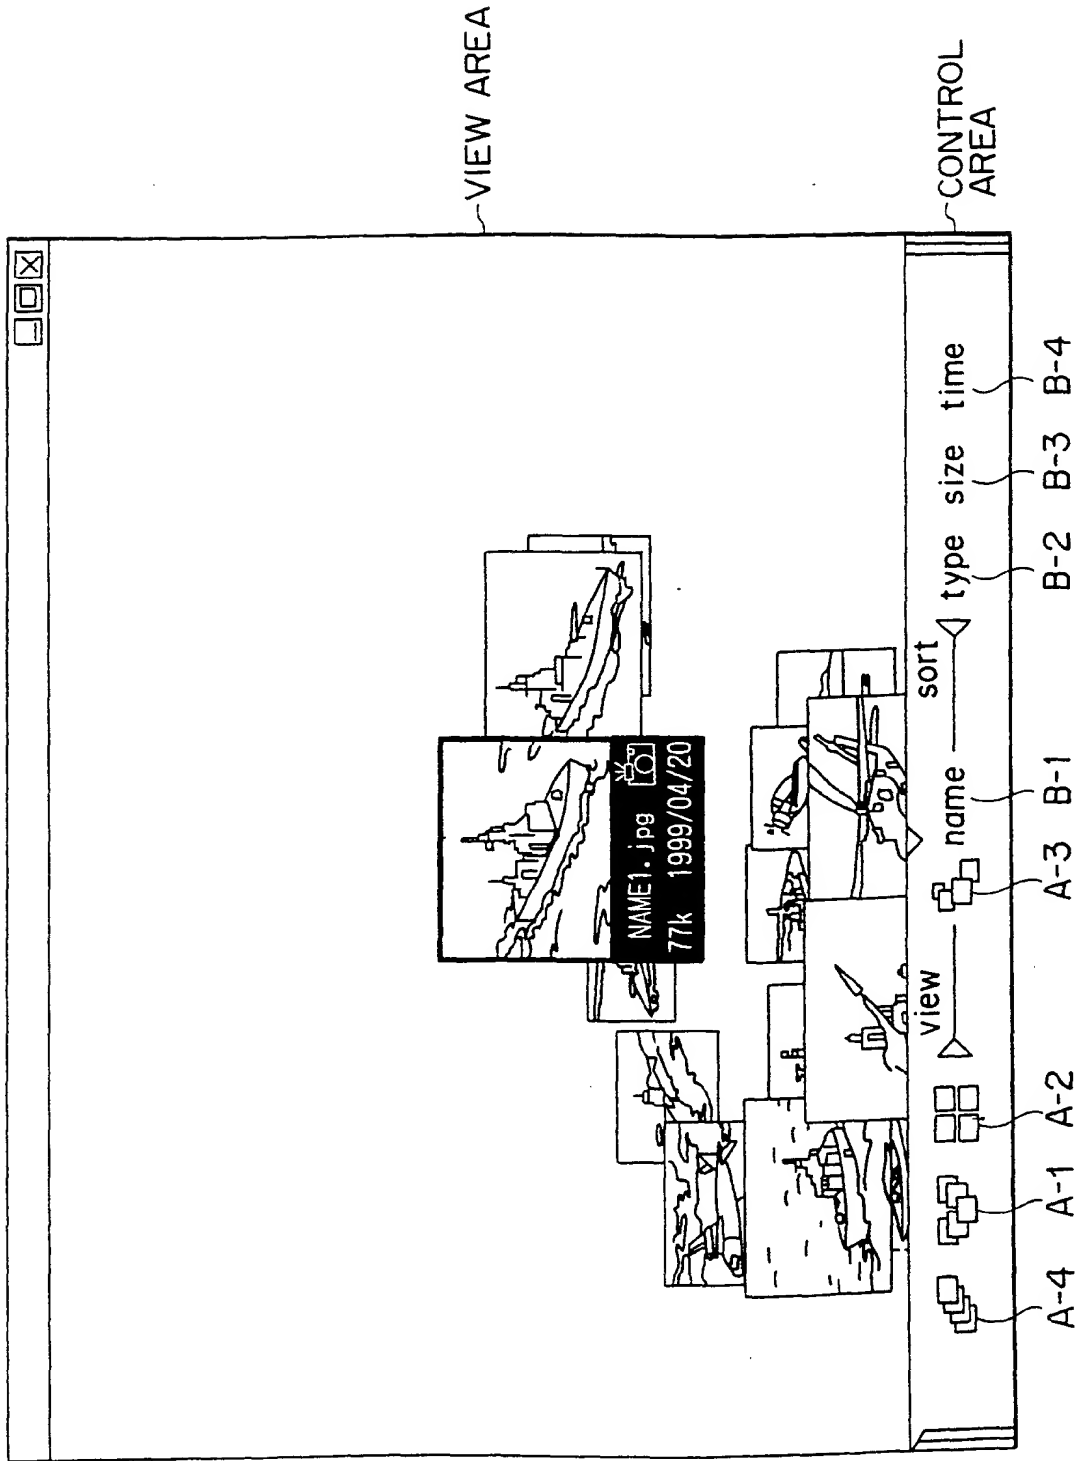 VIEW AREA
NAME1.jpg
77k 1999/04/20
view
sort
name
type
size
time
CONTROL
AREA
A-4
A-1
A-2
A-3
B-1
B-2
B-3
B-4